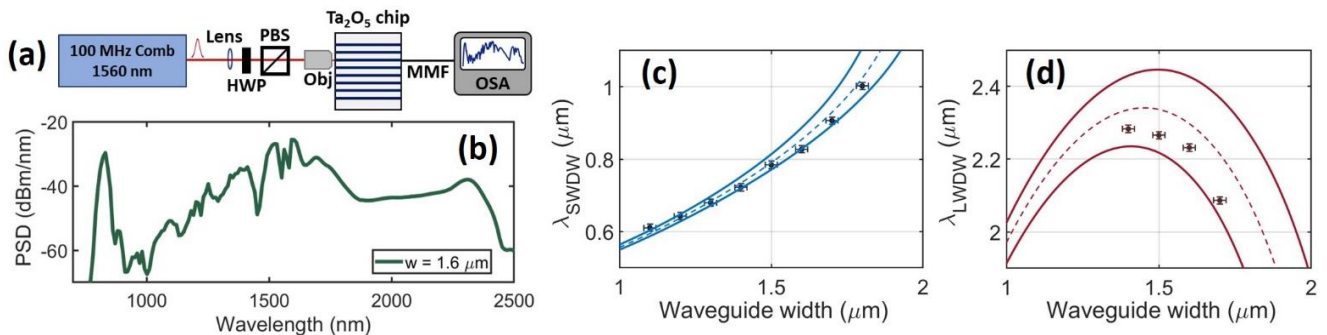 (a)
100 MHz Comb
1560 nm
Lens
HWP
PBS
Obj
Ta₂O₅ chip
MMF
OSA
(b)
PSD (dBm/nm)
-20
-40
-60
w = 1.6 μm
1000 1500 2000 2500
Wavelength (nm)
(c)
λSWDW (μm)
1
0.8
0.6
1 1.5 2
Waveguide width (μm)
(d)
λLWDW (μm)
2.4
2.2
2
1 1.5 2
Waveguide width (μm)